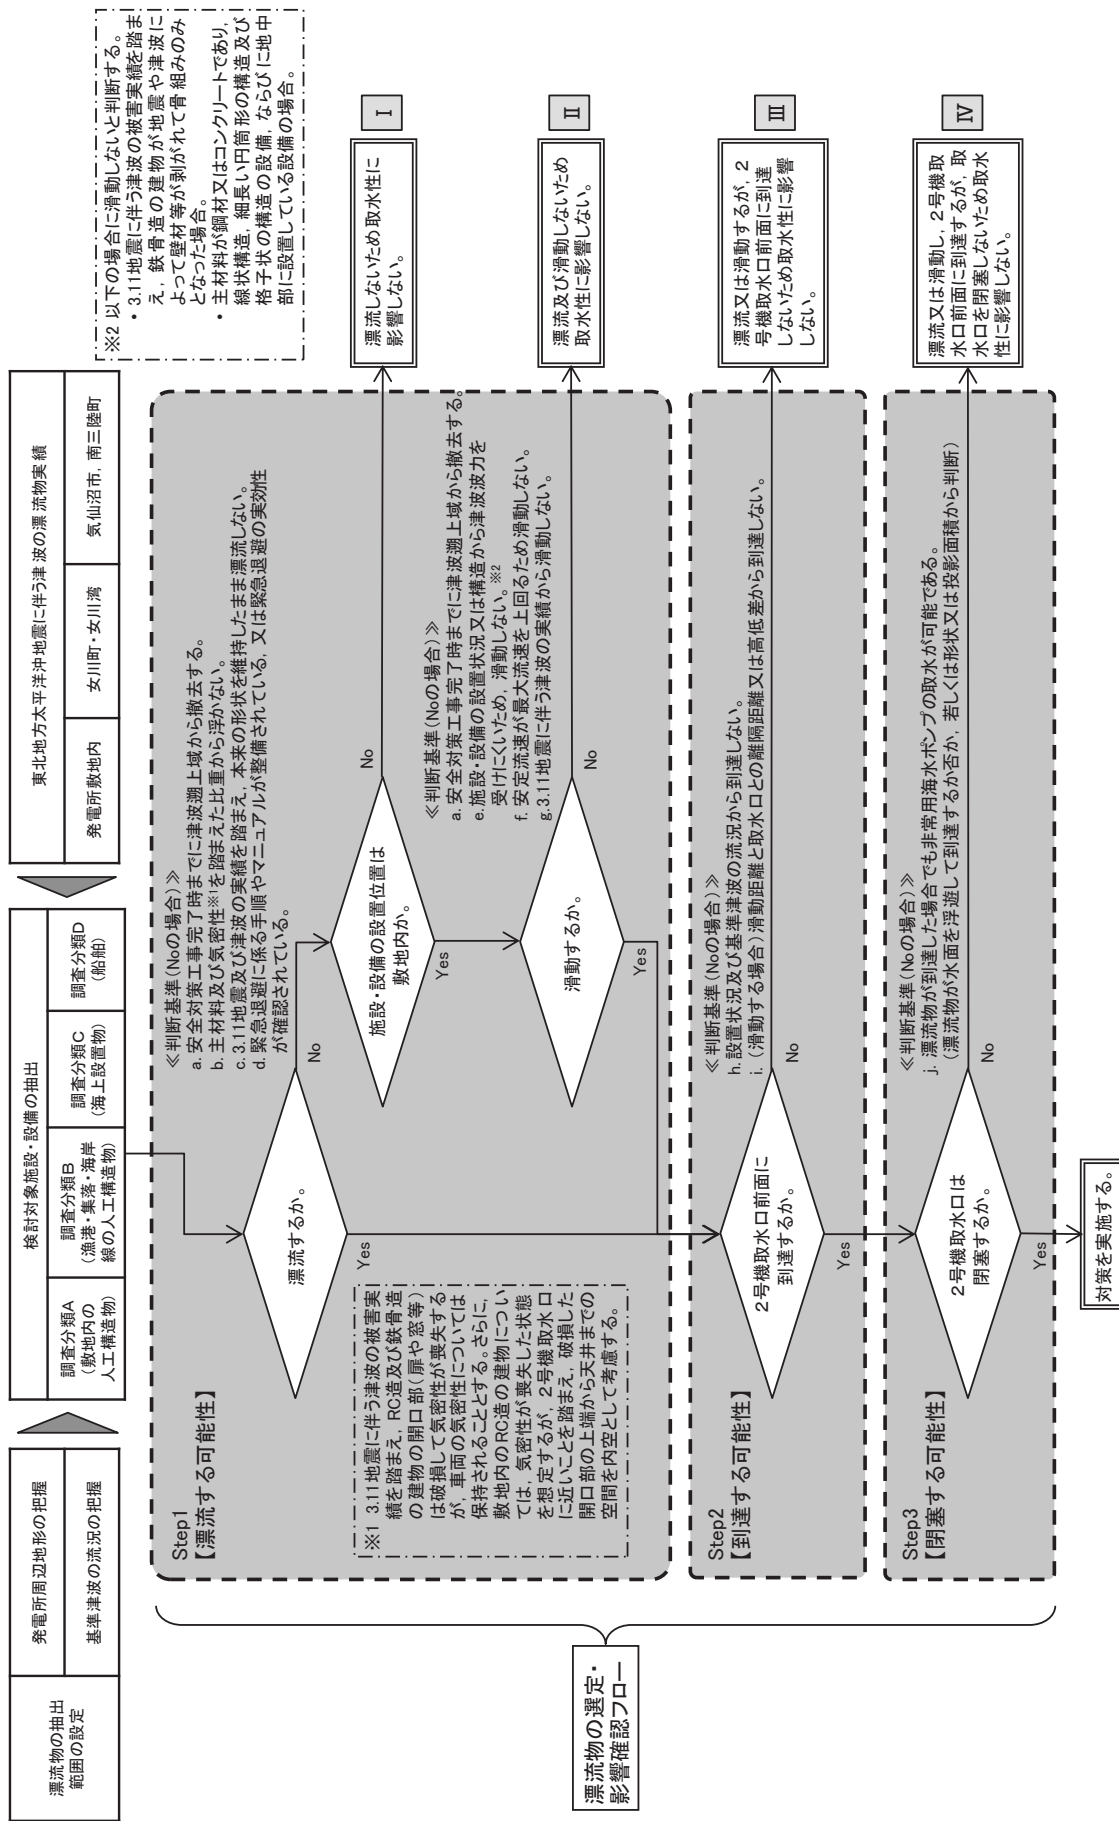 漂流物の抽出
範囲の設定
発電所周辺地形の把握
基準津波の流況の把握
検討対象施設・設備の抽出
調査分類A
(敷地内の
人工構造物)
調査分類B
(漁港・集落・海岸
線の人工構造物)
調査分類C
(海上設置物)
調査分類D
(船舶)
東北地方太平洋沖地震に伴う津波の漂流物実績
発電所敷地内
女川町・女川湾
気仙沼市,南三陸町
漂流物の選定・
影響確認フロー
Step1
【漂流する可能性】
※1 3.11地震に伴う津波の被害実
績を踏まえ,RC造及び鉄骨造
の建物の開口部(扉や窓等)
は破損して気密性が喪失する
が,車両の気密性については
保持されることとする。さらに,
敷地内のRC造の建物につい
ては,気密性が喪失した状態
を想定するが,2号機取水口
に近いことを踏まえ,破損した
開口部の上端から天井までの
空間を内空として考慮する。
漂流するか。
Yes
No
≪判断基準(Noの場合)≫
a. 安全対策工事完了時までに津波遡上域から撤去する。
b. 主材料及び気密性※1を踏まえた比重から浮かない。
c. 3.11地震及び津波の実績を踏まえ,本来の形状を維持したまま漂流しない。
d. 緊急退避に係る手順やマニュアルが整備されている,又は緊急退避の実効性
が確認されている。
施設・設備の設置位置は
敷地内か。
Yes
No
≪判断基準(Noの場合)≫
a. 安全対策工事完了時までに津波遡上域から撤去する。
e. 施設・設備の設置状況又は構造から津波波力を
受けにくいため,滑動しない。※2
f. 安定流速が最大流速を上回るため滑動しない。
g.3.11地震に伴う津波の実績から滑動しない。
滑動するか。
Yes
No
※2 以下の場合に滑動しないと判断する。
・3.11地震に伴う津波の被害実績を踏ま
え,鉄骨造の建物が地震や津波に
よって壁材等が剥がれて骨組みのみ
となった場合。
・主材料が鋼材又はコンクリートであり,
線状構造,細長い円筒形の構造及び
格子状の構造の設備,ならびに地中
部に設置している設備の場合。
漂流しないため取水性に
影響しない。
Ⅰ
漂流及び滑動しないため
取水性に影響しない。
Ⅱ
Step2
【到達する可能性】
2号機取水口前面に
到達するか。
Yes
No
≪判断基準(Noの場合)≫
h. 設置状況及び基準津波の流況から到達しない。
i. (滑動する場合)滑動距離と取水口との離隔距離又は高低差から到達しない。
漂流又は滑動するが,2
号機取水口前面に到達
しないため取水性に影響
しない。
Ⅲ
Step3
【閉塞する可能性】
2号機取水口は
閉塞するか。
Yes
No
≪判断基準(Noの場合)≫
j. 漂流物が到達した場合でも非常用海水ポンプの取水が可能である。
(漂流物が水面を浮遊して到達するか否か,若しくは形状又は投影面積から判断)
漂流又は滑動し,2号機取
水口前面に到達するが,取
水口を閉塞しないため取水
性に影響しない。
Ⅳ
対策を実施する。